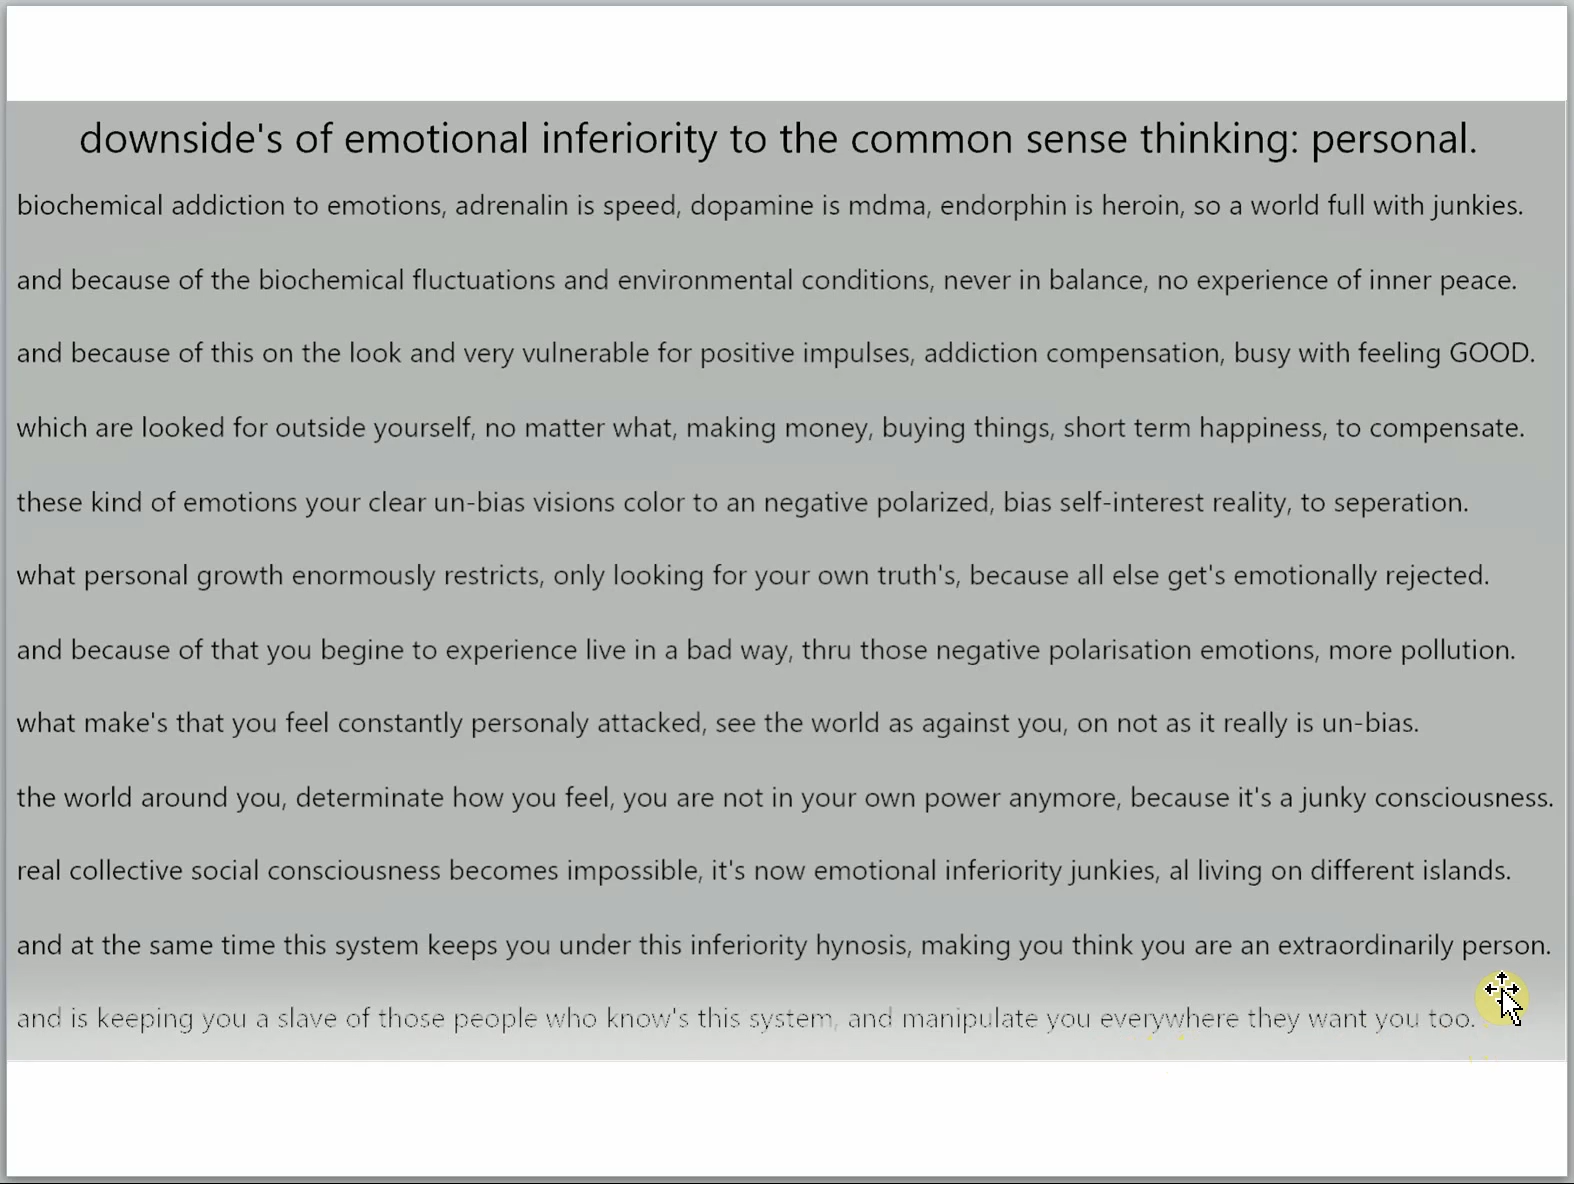 downside's of emotional inferiority to the common sense thinking: personal.
biochemical addiction to emotions, adrenalin is speed, dopamine is mdma, endorphin is heroin, so a world full with junkies.
and because of the biochemical fluctuations and environmental conditions, never in balance, no experience of inner peace.
and because of this on the look and very vulnerable for positive impulses, addiction compensation, busy with feeling GOOD.
which are looked for outside yourself, no matter what, making money, buying things, short term happiness, to compensate.
these kind of emotions your clear un-bias visions color to an negative polarized, bias self-interest reality, to seperation.
what personal growth enormously restricts, only looking for your own truth's, because all else get's emotionally rejected.
and because of that you begine to experience live in a bad way, thru those negative polarisation emotions, more pollution.
what make's that you feel constantly personaly attacked, see the world as against you, on not as it really is un-bias.
the world around you, determinate how you feel, you are not in your own power anymore, because it's a junky consciousness.
real collective social consciousness becomes impossible, it's now emotional inferiority junkies, al living on different islands.
and at the same time this system keeps you under this inferiority hynosis, making you think you are an extraordinarily person.
and is keeping you a slave of those people who know's this system, and manipulate you everywhere they want you too.